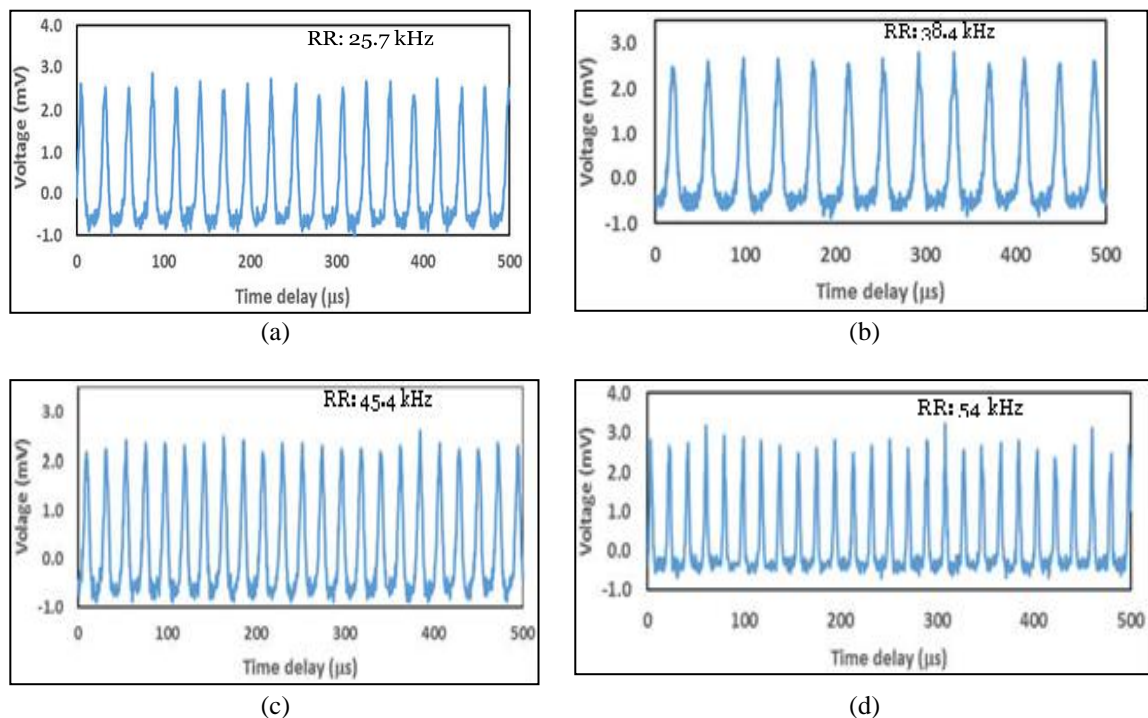 RR: 25.7 kHz
4.0
3.0
2.0
1.0
0.0
-1.0
Voltage (mV)
0 100 200 300 400 500
Time delay (μs)
(a)
RR: 38.4 kHz
3.0
2.0
1.0
0.0
-1.0
Voltage (mV)
0 100 200 300 400 500
Time delay (μs)
(b)
RR: 45.4 kHz
3.0
2.0
1.0
0.0
-1.0
Volage (mV)
0 100 200 300 400 500
Time delay (μs)
(c)
RR: 54 kHz
4.0
3.0
2.0
1.0
0.0
-1.0
Voltage (mV)
0 100 200 300 400 500
Time delay (μs)
(d)